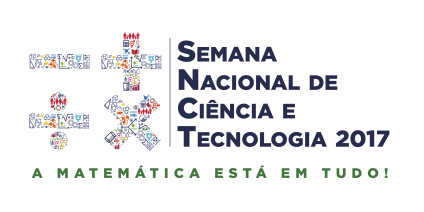 SEMANA
NACIONAL DE
CIÊNCIA E
TECNOLOGIA 2017
A MATEMÁTICA ESTÁ EM TUDO!